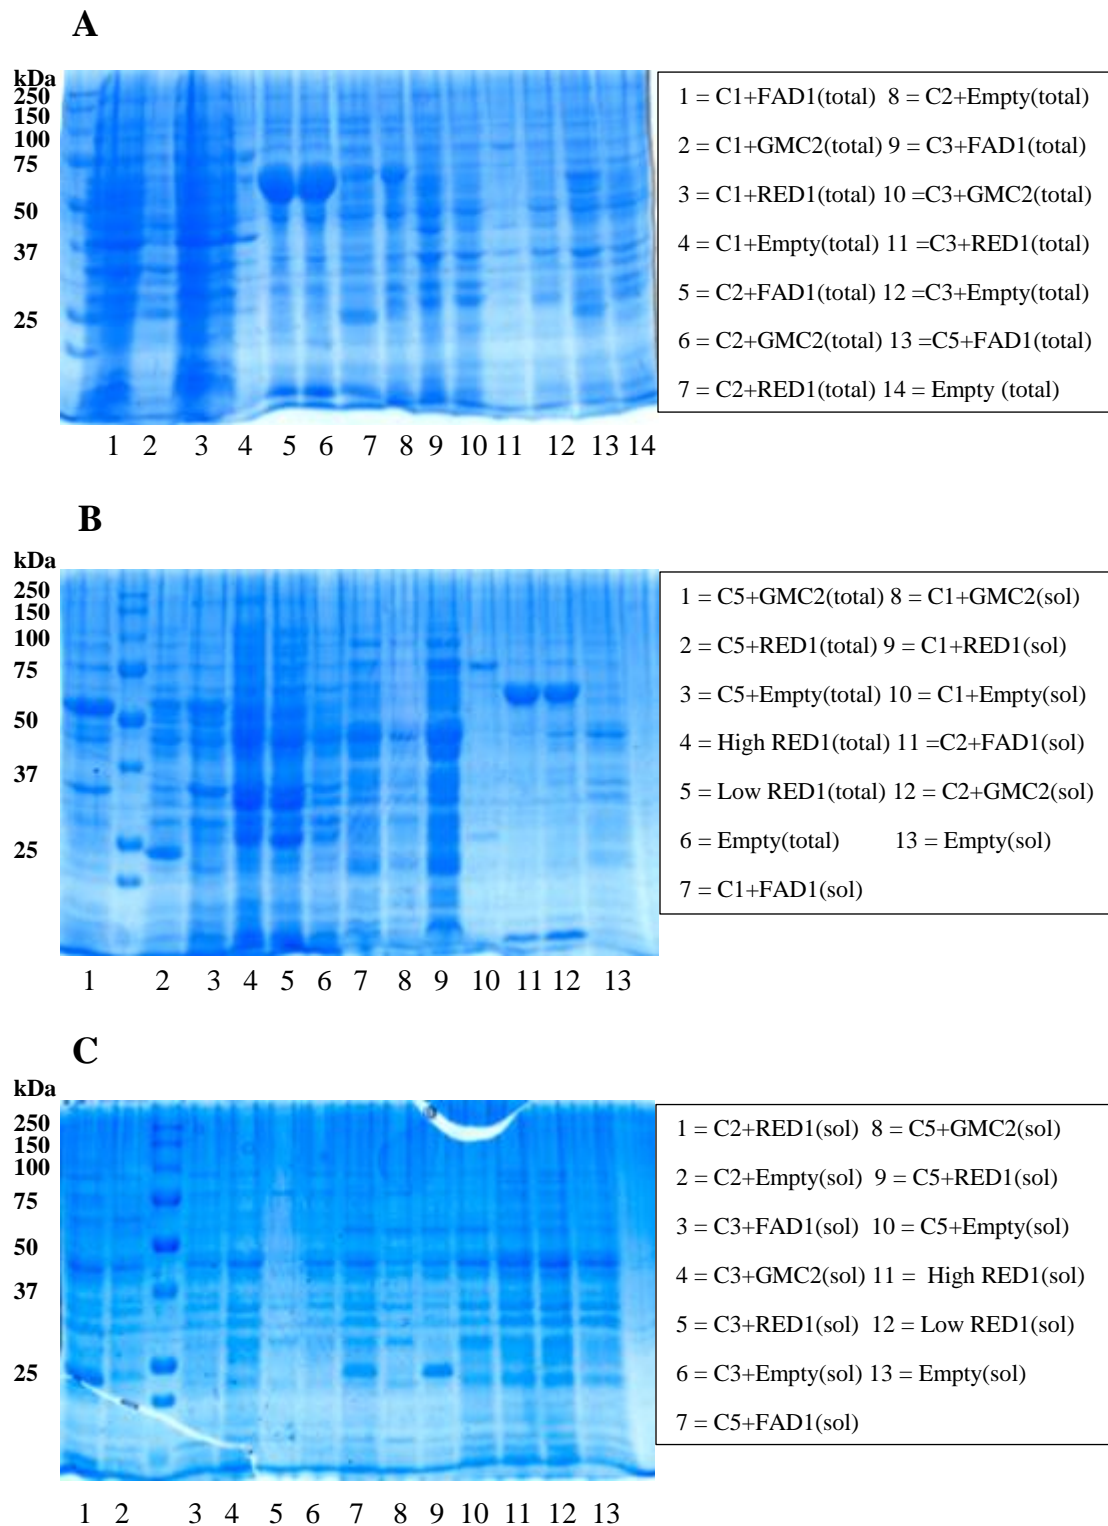 A
kDa
250
150
100
75
50
37
25
1 2 3 4 5 6 7 8 9 10 11 12 13 14
1 = C1+FAD1(total) 8 = C2+Empty(total)
2 = C1+GMC2(total) 9 = C3+FAD1(total)
3 = C1+RED1(total) 10 =C3+GMC2(total)
4 = C1+Empty(total) 11 =C3+RED1(total)
5 = C2+FAD1(total) 12 =C3+Empty(total)
6 = C2+GMC2(total) 13 =C5+FAD1(total)
7 = C2+RED1(total) 14 = Empty (total)
B
kDa
250
150
100
75
50
37
25
1 2 3 4 5 6 7 8 9 10 11 12 13
1 = C5+GMC2(total) 8 = C1+GMC2(sol)
2 = C5+RED1(total) 9 = C1+RED1(sol)
3 = C5+Empty(total) 10 = C1+Empty(sol)
4 = High RED1(total) 11 =C2+FAD1(sol)
5 = Low RED1(total) 12 = C2+GMC2(sol)
6 = Empty(total) 13 = Empty(sol)
7 = C1+FAD1(sol)
C
kDa
250
150
100
75
50
37
25
1 2 3 4 5 6 7 8 9 10 11 12 13
1 = C2+RED1(sol) 8 = C5+GMC2(sol)
2 = C2+Empty(sol) 9 = C5+RED1(sol)
3 = C3+FAD1(sol) 10 = C5+Empty(sol)
4 = C3+GMC2(sol) 11 = High RED1(sol)
5 = C3+RED1(sol) 12 = Low RED1(sol)
6 = C3+Empty(sol) 13 = Empty(sol)
7 = C5+FAD1(sol)